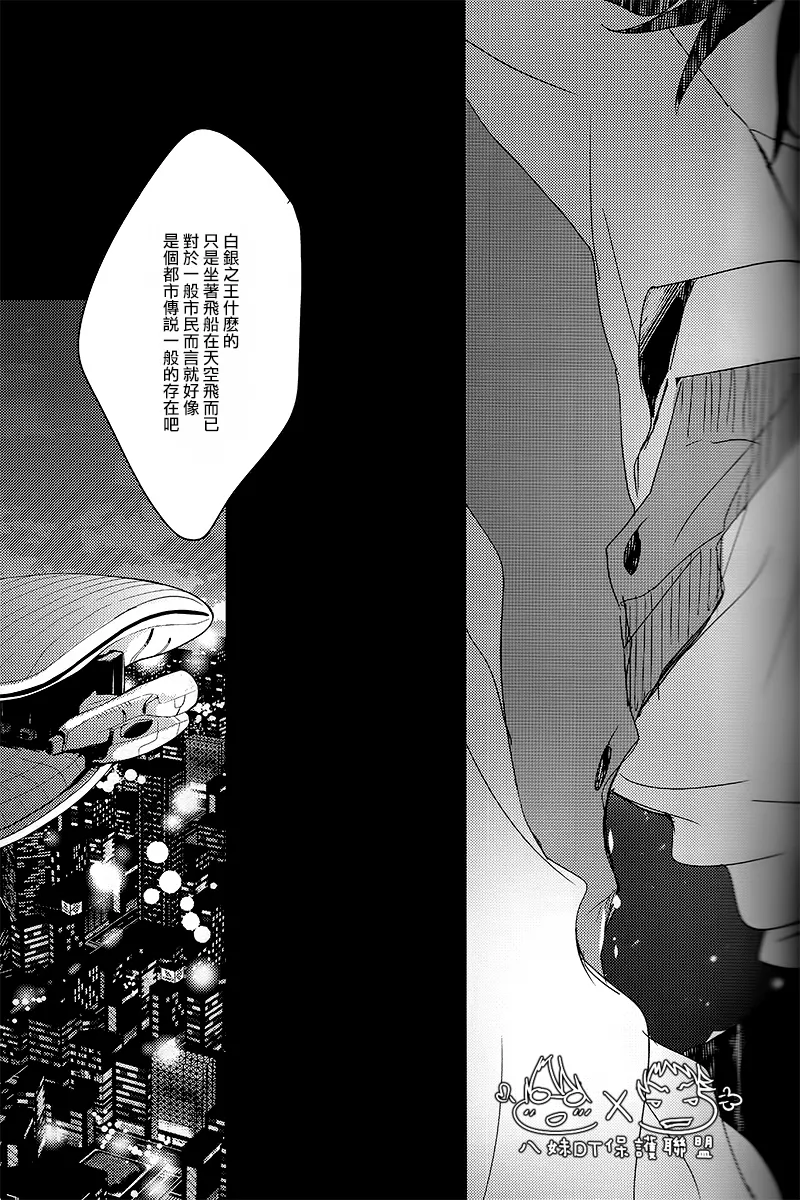 白銀之王什麼的
只是坐著飛船在天空飛而已
對於一般市民而言就好像
是個都市傳說一般的存在吧
八妹DT保護聯盟